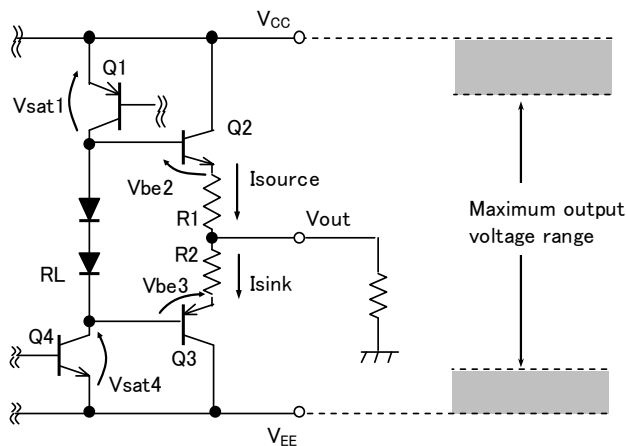 VCC
Q1
Vsat1
Q2
Vbe2
Isource
R1
Vout
Maximum output
voltage range
R2
RL
Vbe3
Isink
Q4
Q3
Vsat4
VEE